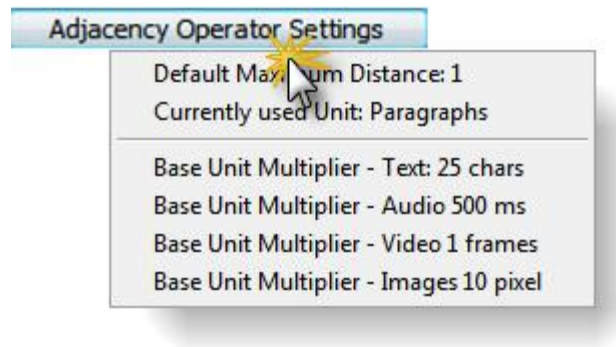 Adjacency Operator Settings
Default Maximum Distance: 1
Currently used Unit: Paragraphs
Base Unit Multiplier - Text: 25 chars
Base Unit Multiplier - Audio 500 ms
Base Unit Multiplier - Video 1 frames
Base Unit Multiplier - Images 10 pixel